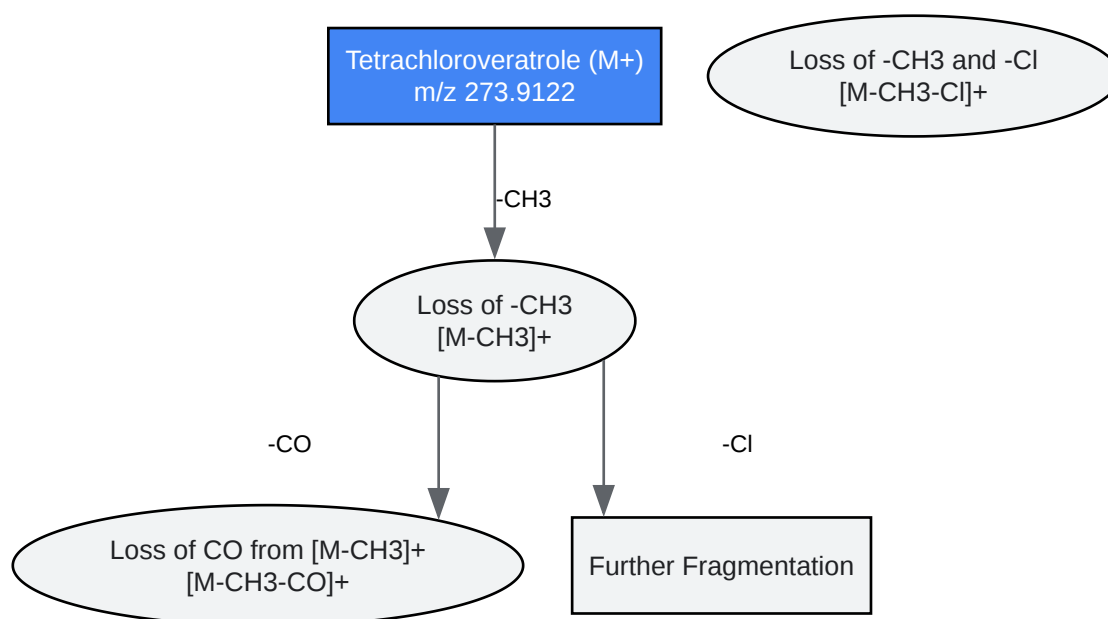 Tetrachloroveratrole (M+)
m/z 273.9122
Loss of -CH3 and -Cl
[M-CH3-Cl]+
-CH3
Loss of -CH3
[M-CH3]+
-CO
-Cl
Loss of CO from [M-CH3]+
[M-CH3-CO]+
Further Fragmentation